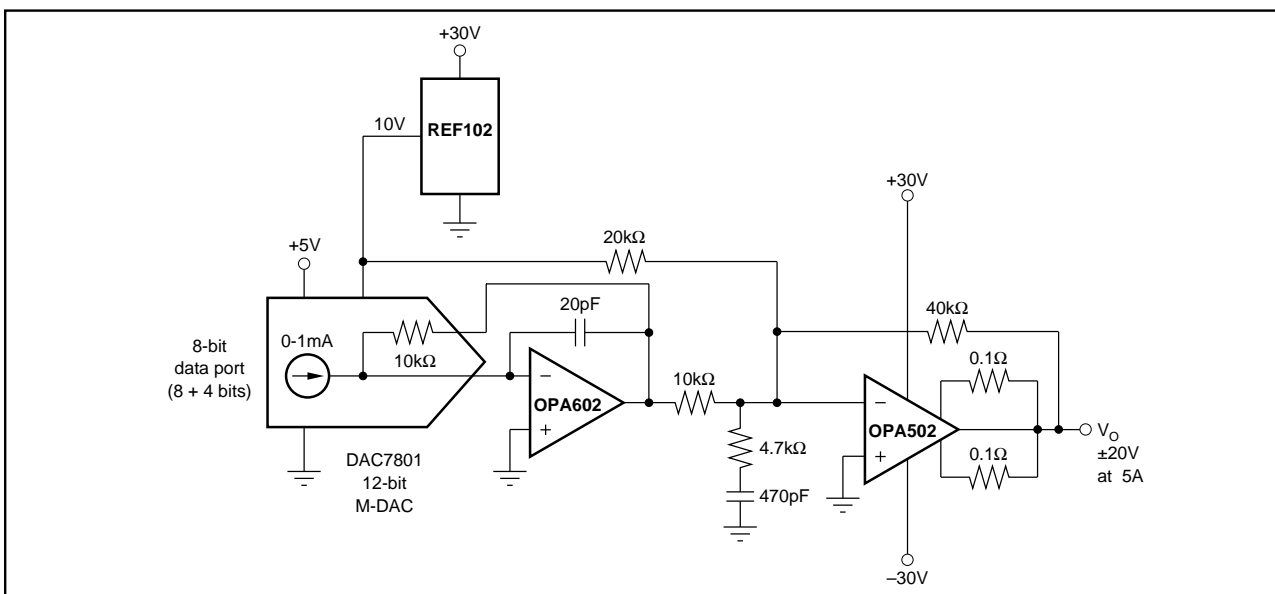 +30V
REF102
10V
+30V
+5V
20kΩ
20pF
40kΩ
0-1mA
10kΩ
8-bit
data port
(8 + 4 bits)
0.1Ω
–
OPA602
+
10kΩ
–
OPA502
+
V_O
±20V
at 5A
4.7kΩ
0.1Ω
470pF
DAC7801
12-bit
M-DAC
–30V